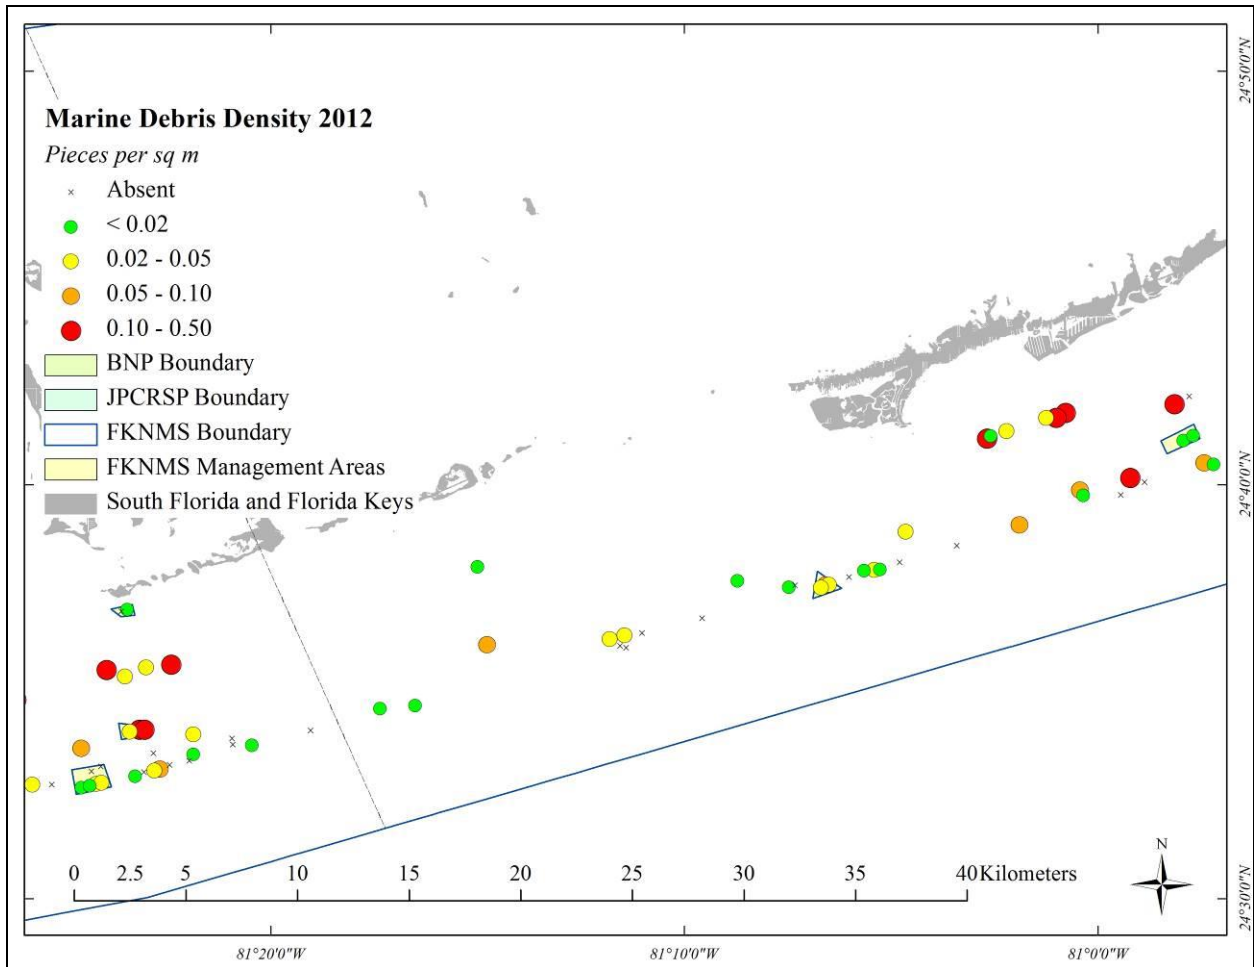 Marine Debris Density 2012
Pieces per sq m
× Absent
< 0.02
0.02 - 0.05
0.05 - 0.10
0.10 - 0.50
BNP Boundary
JPCRSP Boundary
FKNMS Boundary
FKNMS Management Areas
South Florida and Florida Keys
24°50'0"N
24°40'0"N
24°30'0"N
N
0 2.5 5 10 15 20 25 30 35 40 Kilometers
81°20'0"W 81°10'0"W 81°0'0"W